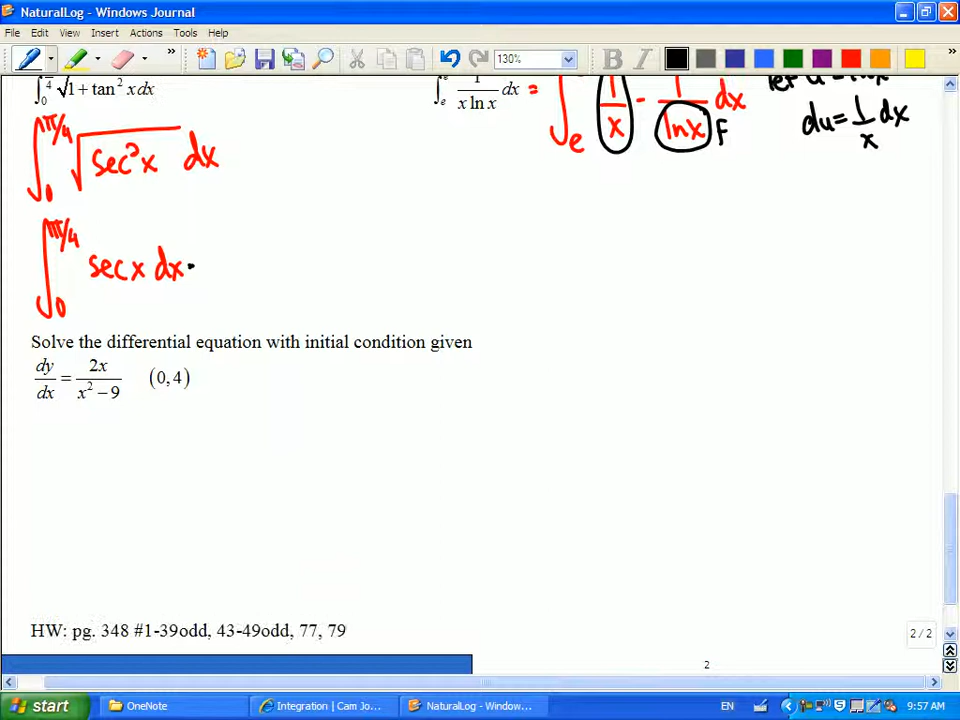 NaturalLog - Windows Journal
File Edit View Insert Actions Tools Help
130%
B I
∫₀^(π/4) √1 + tan² x dx
∫ₑ 1/(x ln x) dx = ∫ₑ (1/x) - 1/(ln x) dx
F
let u = ln x
du = 1/x dx
∫₀^(π/4) √sec²x dx
∫₀^(π/4) sec x dx
Solve the differential equation with initial condition given
dy/dx = 2x/(x² – 9) (0, 4)
HW: pg. 348 #1-39odd, 43-49odd, 77, 79
2 / 2
2
start
OneNote
Integration | Cam Jo...
NaturalLog - Window...
EN
9:57 AM